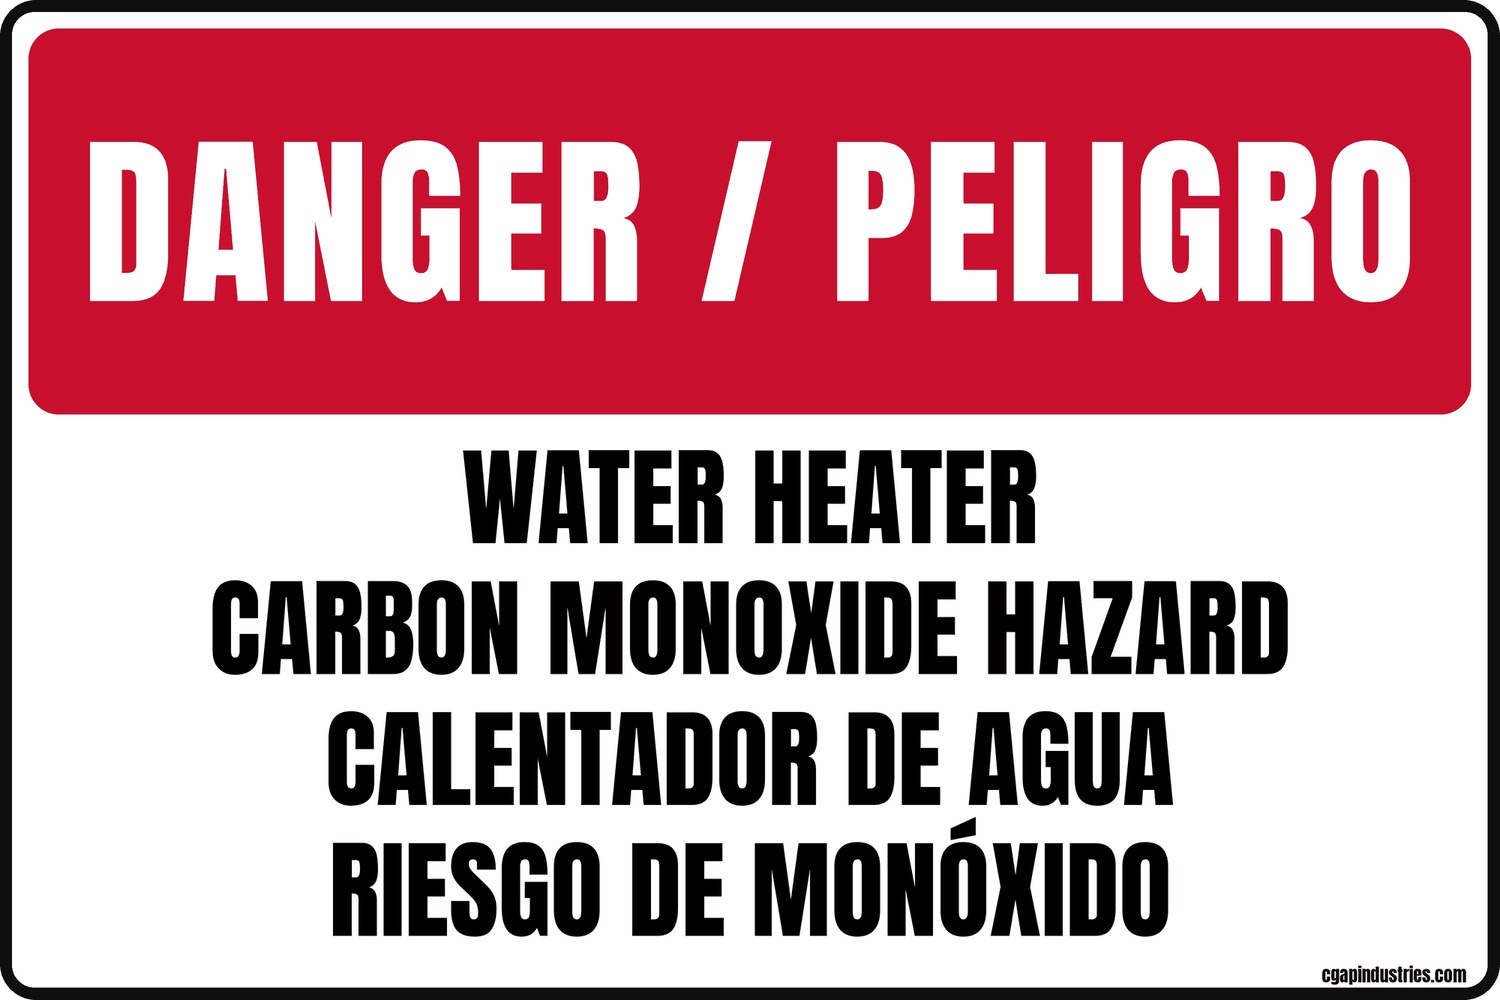 DANGER / PELIGRO
WATER HEATER
CARBON MONOXIDE HAZARD
CALENTADOR DE AGUA
RIESGO DE MONÓXIDO
cgapindustries.com